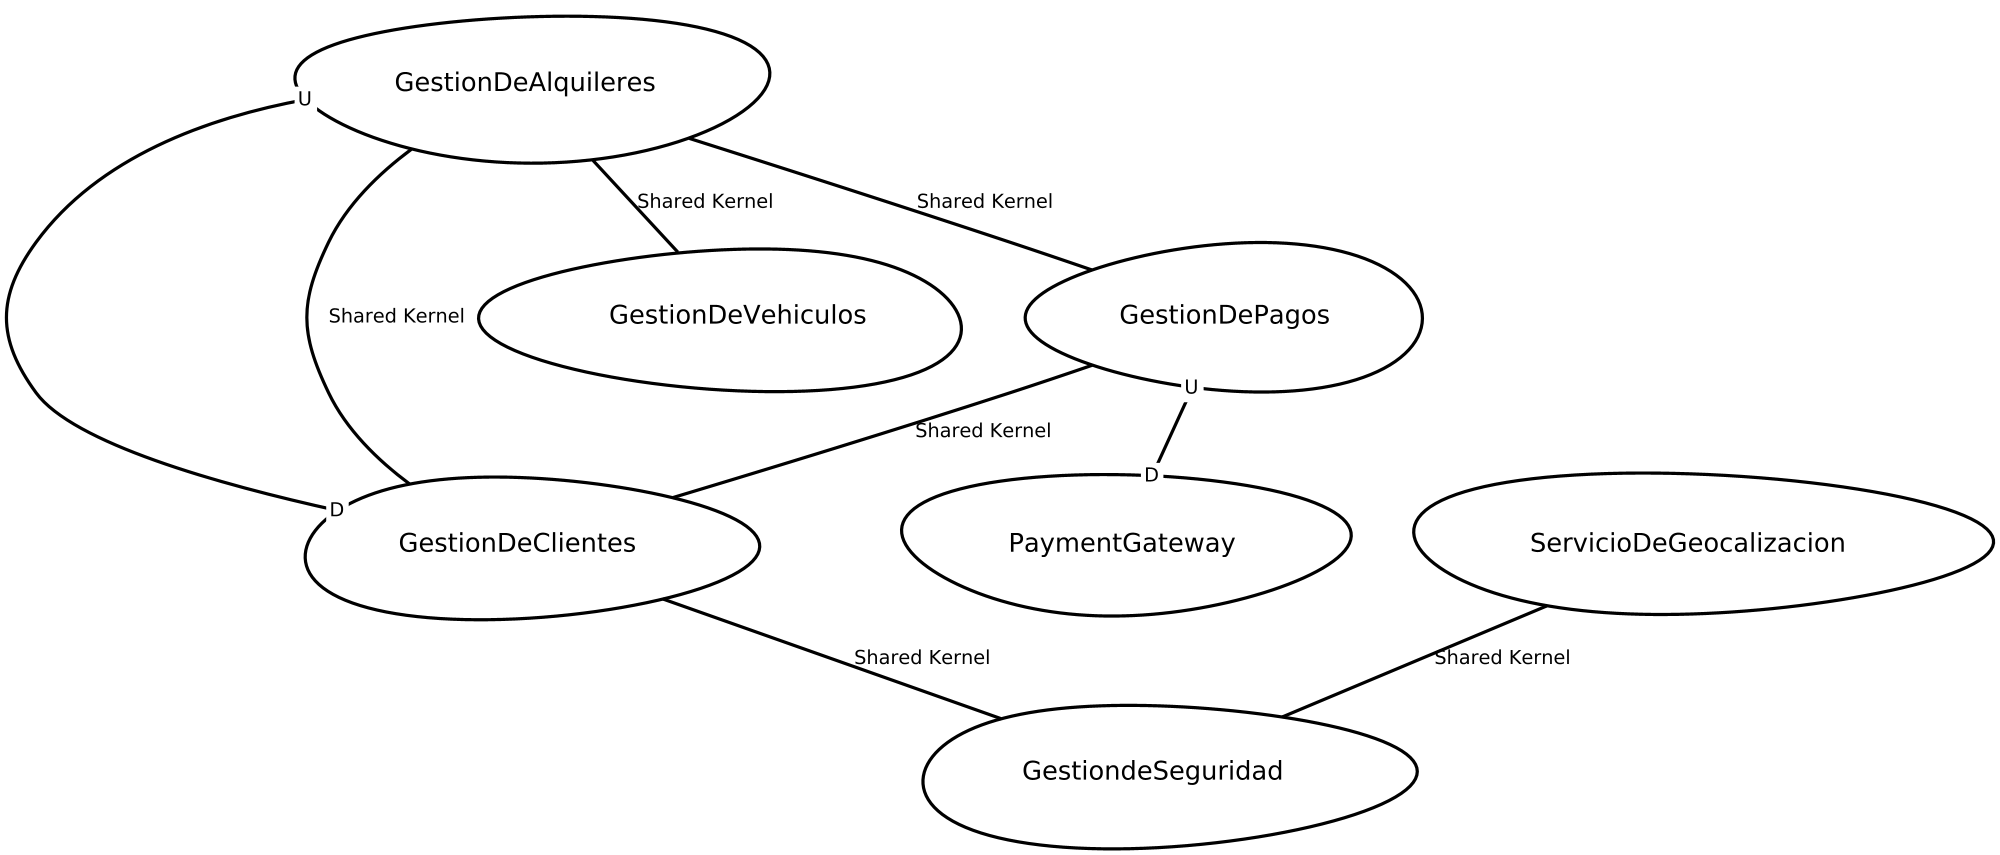 GestionDeAlquileres
U
Shared Kernel
Shared Kernel
Shared Kernel
GestionDeVehiculos
GestionDePagos
U
Shared Kernel
D
D
GestionDeClientes
PaymentGateway
ServicioDeGeocalizacion
Shared Kernel
Shared Kernel
GestiondeSeguridad